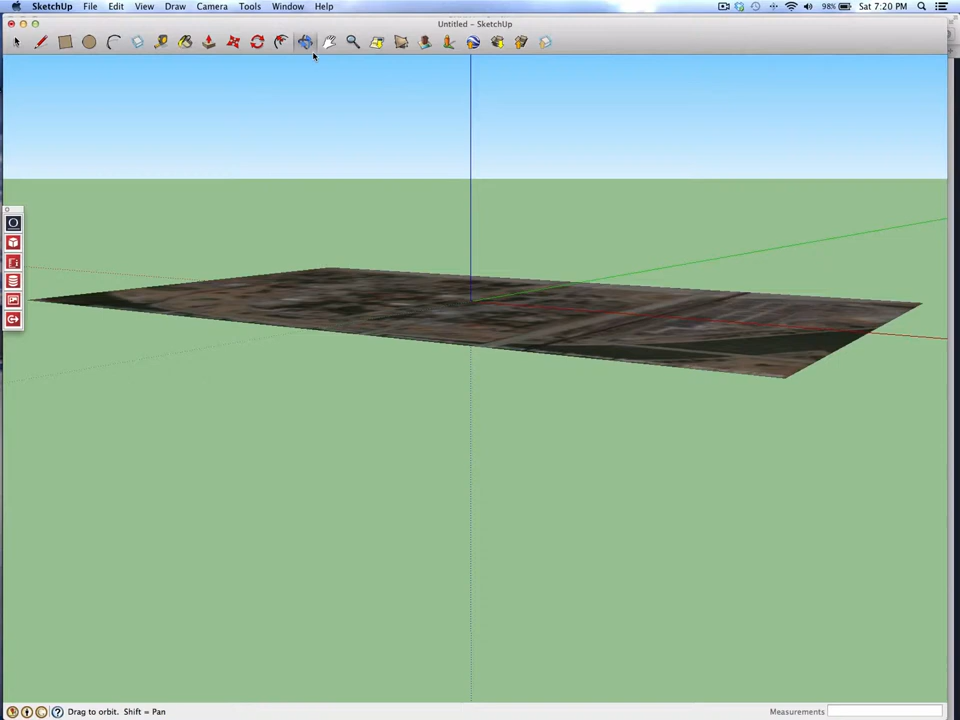 SketchUp File Edit View Draw Camera Tools Window Help
98% Sat 7:20 PM
Untitled - SketchUp
Drag to orbit. Shift = Pan
Measurements